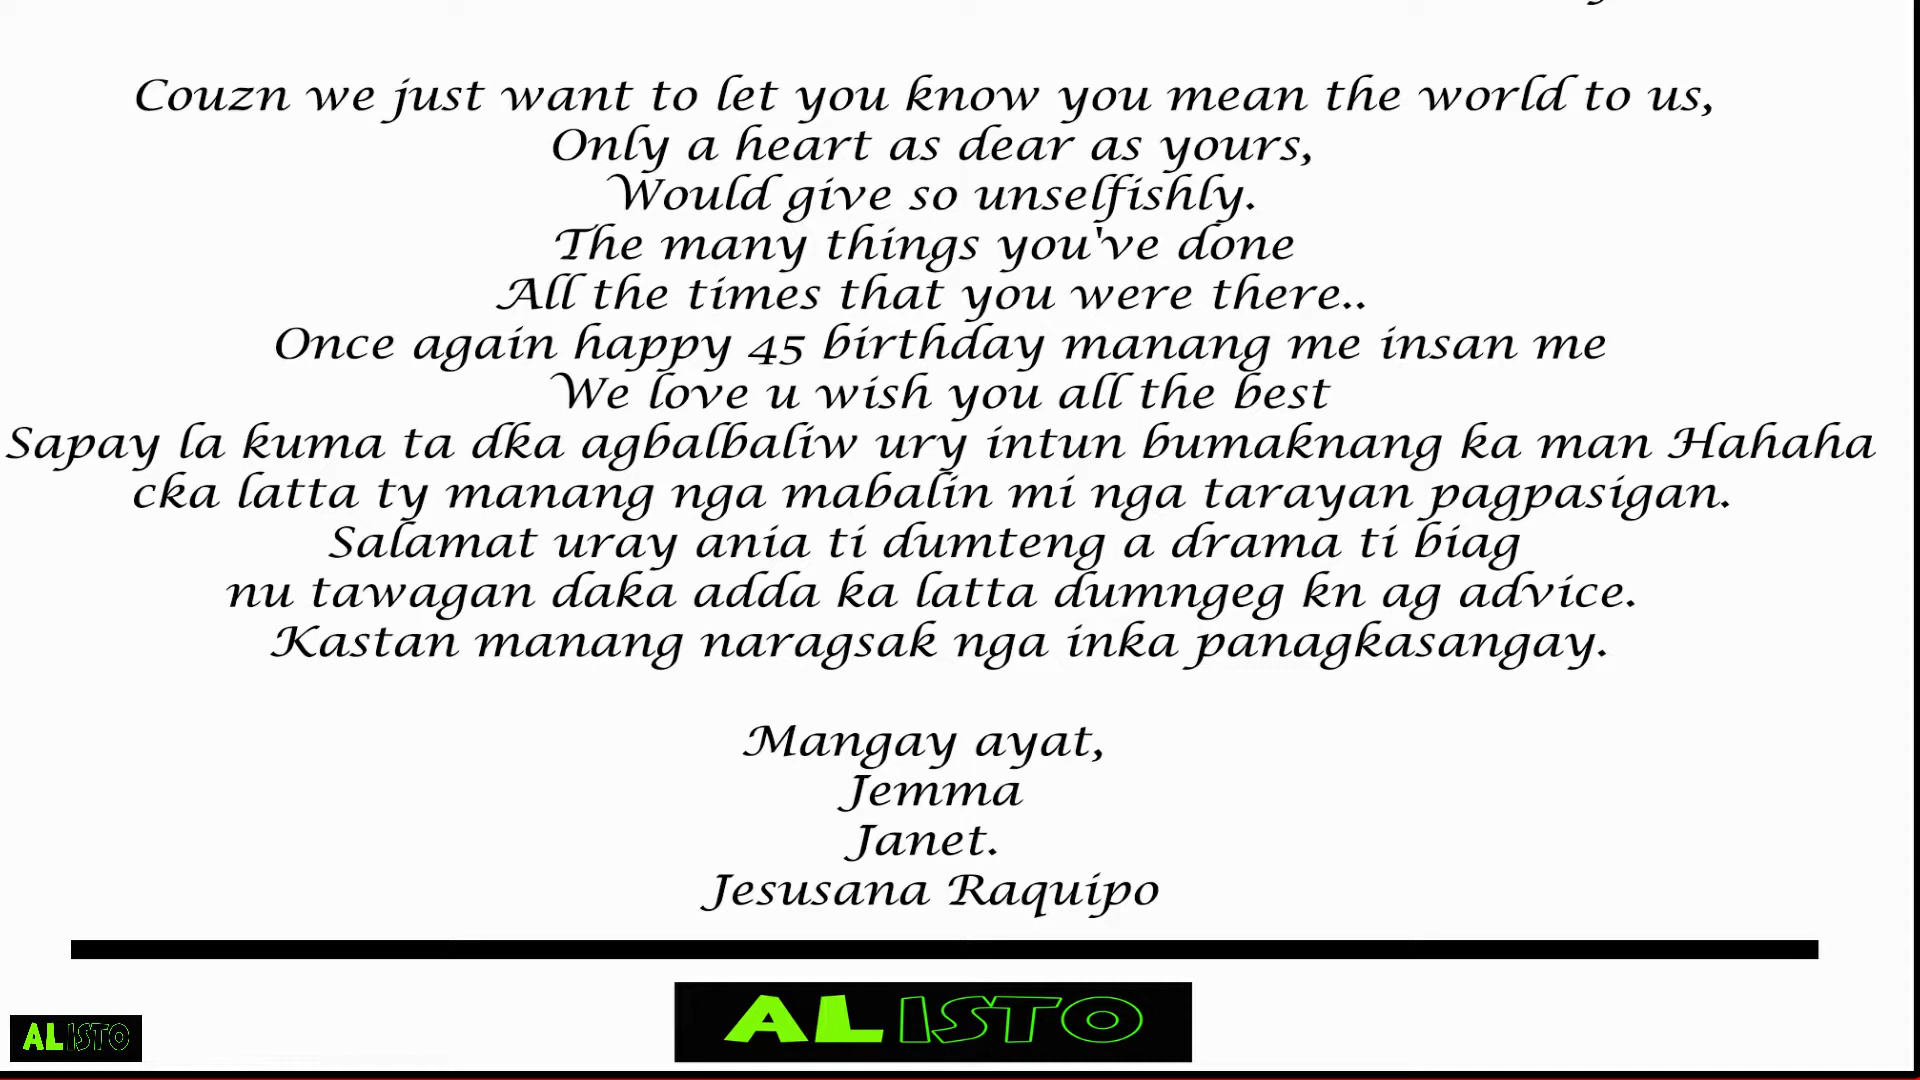 Couzn we just want to let you know you mean the world to us,
Only a heart as dear as yours,
Would give so unselfishly.
The many things you've done
All the times that you were there..
Once again happy 45 birthday manang me insan me
We love u wish you all the best
Sapay la kuma ta dka agbalbaliw ury intun bumaknang ka man Hahaha
cka latta ty manang nga mabalin mi nga tarayan pagpasigan.
Salamat uray ania ti dumteng a drama ti biag
nu tawagan daka adda ka latta dumngeg kn ag advice.
Kastan manang naragsak nga inka panagkasangay.
Mangay ayat,
Jemma
Janet.
Jesusana Raquipo
ALISTO
ALISTO